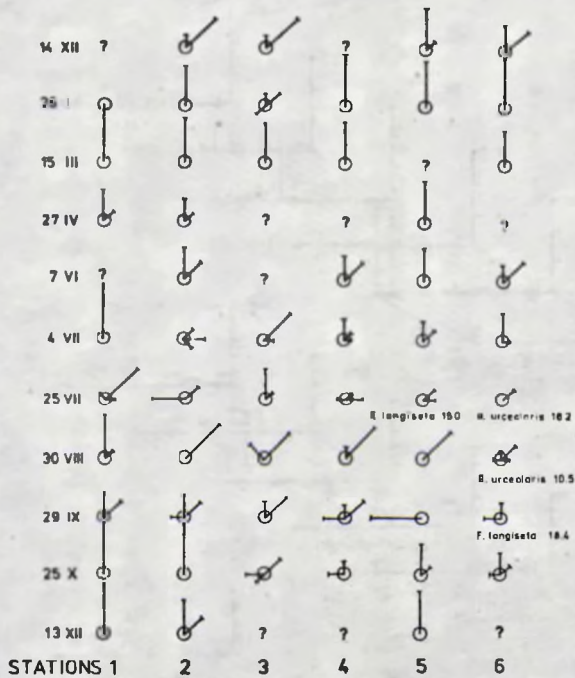 14 XII ? ?
26 I
15 III ?
27 IV ? ? ?
7 VI ? ?
4 VII
25 VII
longiseta 19.0 urceolaris 18.2
30 VIII
B. urceolaris 10.5
29 IX
F. longiseta 18.4
25 X
13 XII ? ? ?
STATIONS 1 2 3 4 5 6